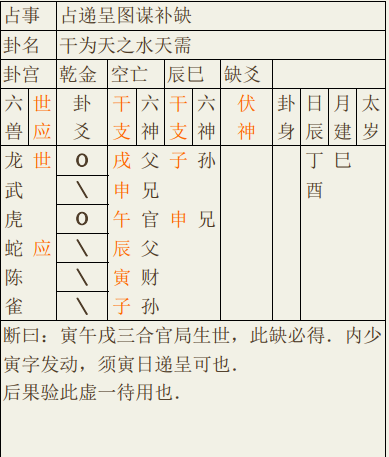 占事 占递呈图谋补缺
卦名 干为天之水天需
卦宫 乾金 空亡 辰巳 缺爻
六兽 世应 卦爻 干支 六神 干支 六神 伏神 卦身 日辰 月建 太岁
龙 世 O 戌 父 子 孙 丁 巳
武 \ 申 兄 酉
虎 O 午 官 申 兄
蛇 应 \ 辰 父
陈 \ 寅 财
雀 \ 子 孙
断曰：寅午戌三合官局生世，此缺必得．内少
寅字发动，须寅日递呈可也．
后果验此虚一待用也．